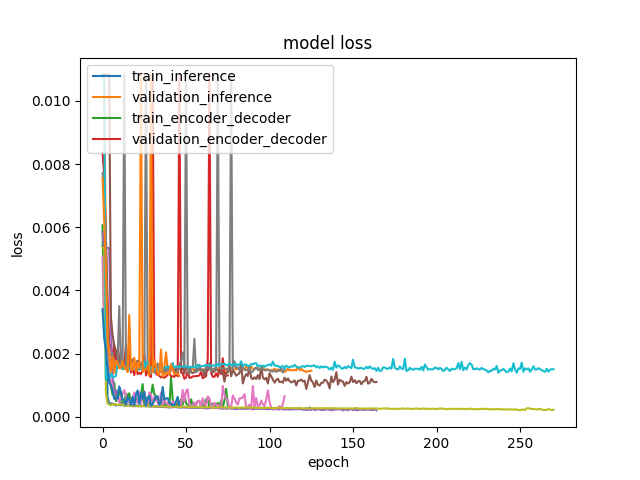 model loss
train_inference
validation_inference
train_encoder_decoder
validation_encoder_decoder
0.010
0.008
0.006
0.004
0.002
0.000
loss
0 50 100 150 200 250
epoch